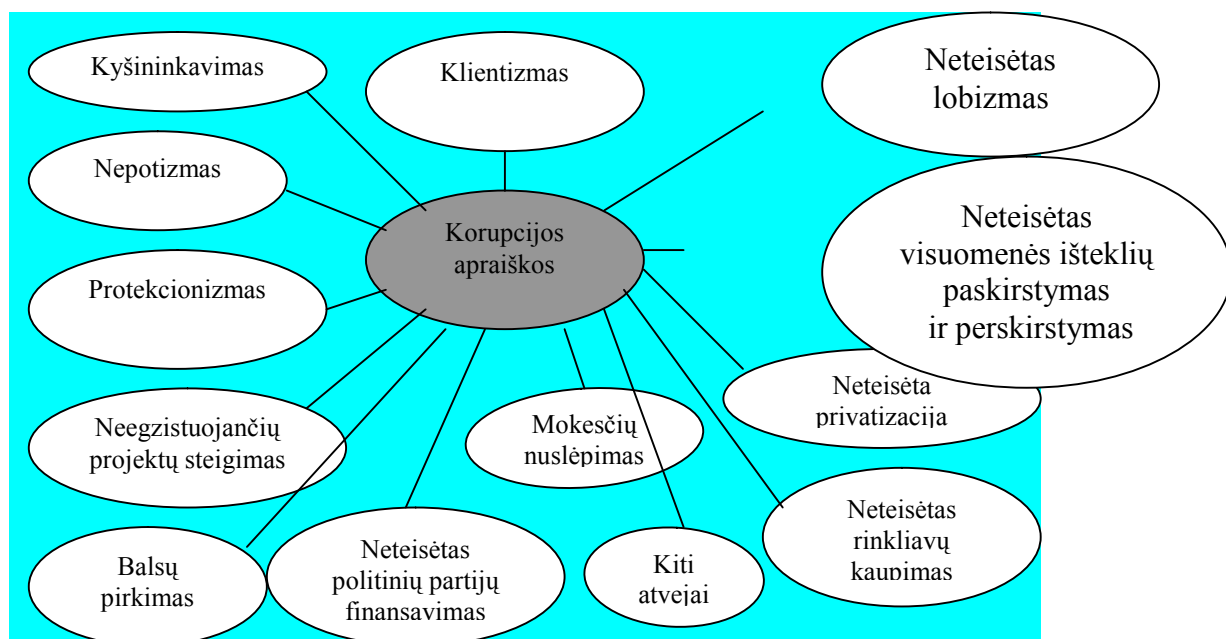 Kyšininkavimas
Klientizmas
Neteisėtas
lobizmas
Nepotizmas
Korupcijos
apraiškos
Neteisėtas
visuomenės išteklių
paskirstymas
ir perskirstymas
Protekcionizmas
Neteisėta
privatizacija
Neegzistuojančių
projektų steigimas
Mokesčių
nuslėpimas
Neteisėtas
rinkliavų
kaupimas
Balsų
pirkimas
Neteisėtas
politinių partijų
finansavimas
Kiti
atvejai